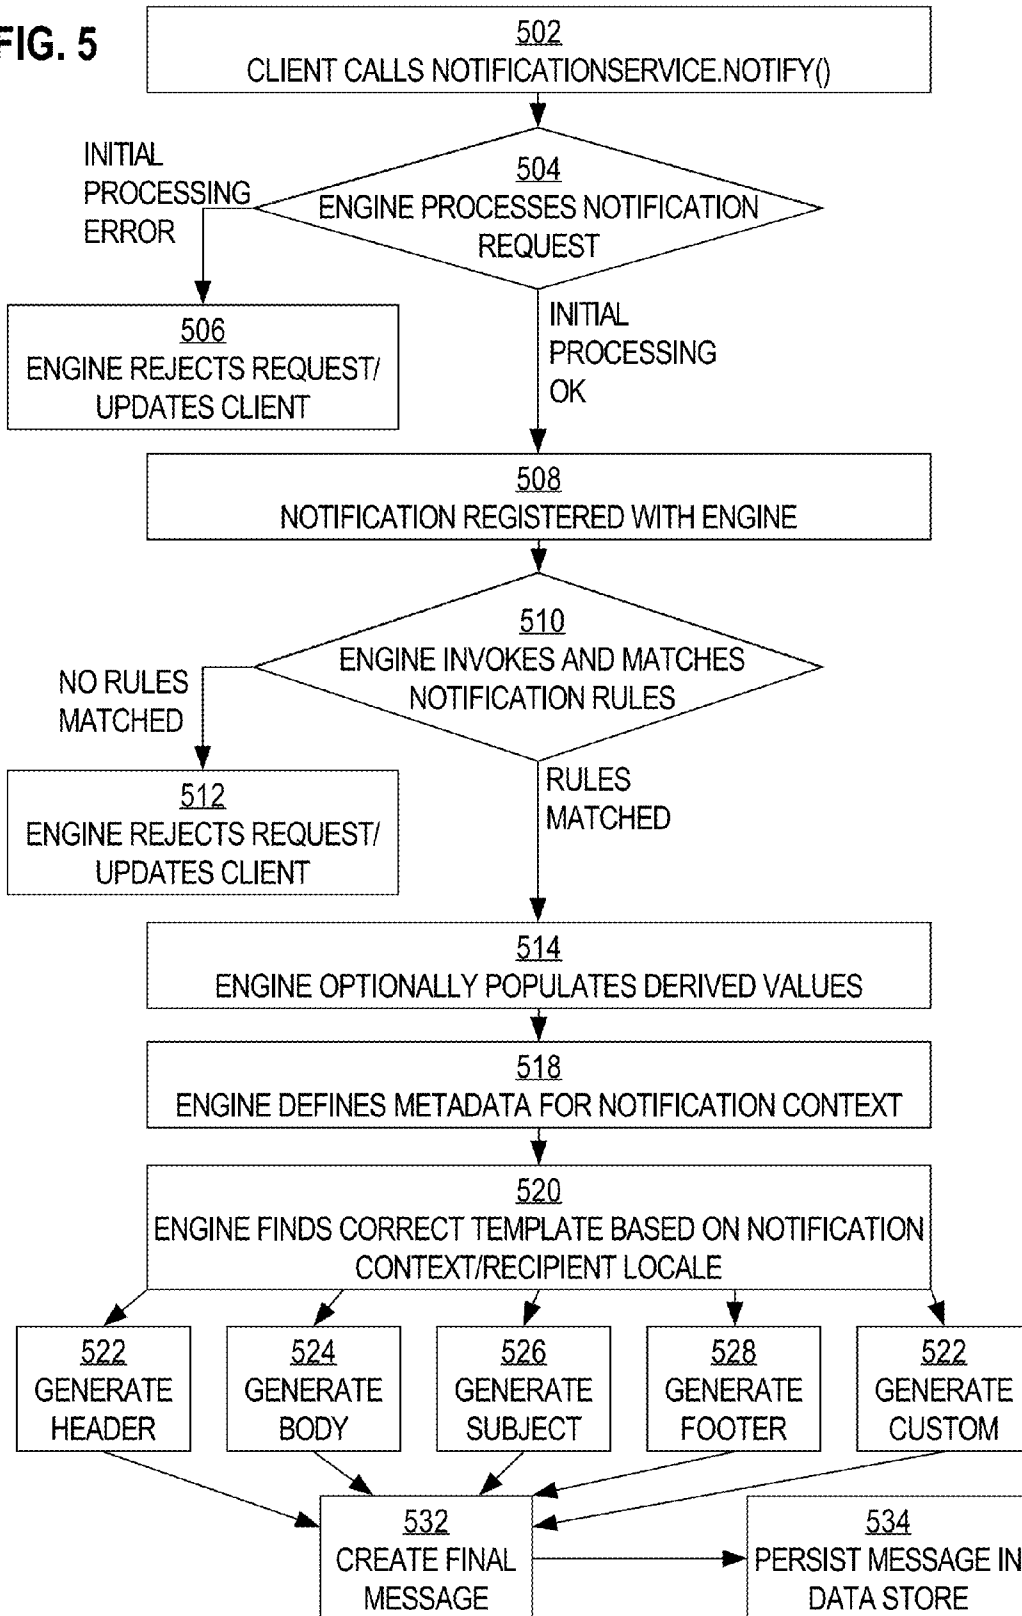 FIG. 5
502
CLIENT CALLS NOTIFICATIONSERVICE.NOTIFY()
504
ENGINE PROCESSES NOTIFICATION
REQUEST
INITIAL
PROCESSING
ERROR
506
ENGINE REJECTS REQUEST/
UPDATES CLIENT
INITIAL
PROCESSING
OK
508
NOTIFICATION REGISTERED WITH ENGINE
510
ENGINE INVOKES AND MATCHES
NOTIFICATION RULES
NO RULES
MATCHED
512
ENGINE REJECTS REQUEST/
UPDATES CLIENT
RULES
MATCHED
514
ENGINE OPTIONALLY POPULATES DERIVED VALUES
518
ENGINE DEFINES METADATA FOR NOTIFICATION CONTEXT
520
ENGINE FINDS CORRECT TEMPLATE BASED ON NOTIFICATION
CONTEXT/RECIPIENT LOCALE
522
GENERATE
HEADER
524
GENERATE
BODY
526
GENERATE
SUBJECT
528
GENERATE
FOOTER
522
GENERATE
CUSTOM
532
CREATE FINAL
MESSAGE
534
PERSIST MESSAGE IN
DATA STORE